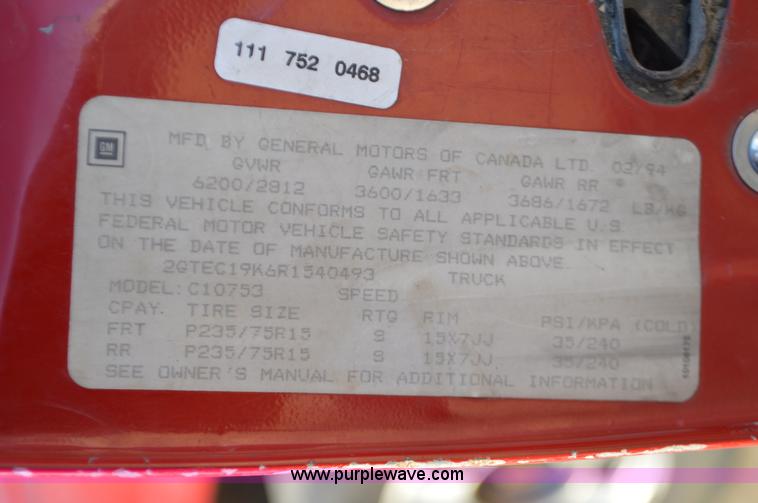 111 752 0468
GM
MFD BY GENERAL MOTORS OF CANADA LTD. 02/94
GVWR GAWR FRT GAWR RR
6200/2812 3600/1633 3686/1672 LB/KG
THIS VEHICLE CONFORMS TO ALL APPLICABLE U.S.
FEDERAL MOTOR VEHICLE SAFETY STANDARDS IN EFFECT
ON THE DATE OF MANUFACTURE SHOWN ABOVE
2GTEC19K6R1540493 TRUCK
MODEL: C10753 SPEED
CPAY. TIRE SIZE RTG RIM PSI/KPA (COLD)
FRT P235/75R15 S 15X7JJ 35/240
RR P235/75R15 S 15X7JJ 35/240
SEE OWNER'S MANUAL FOR ADDITIONAL INFORMATION
www.purplewave.com